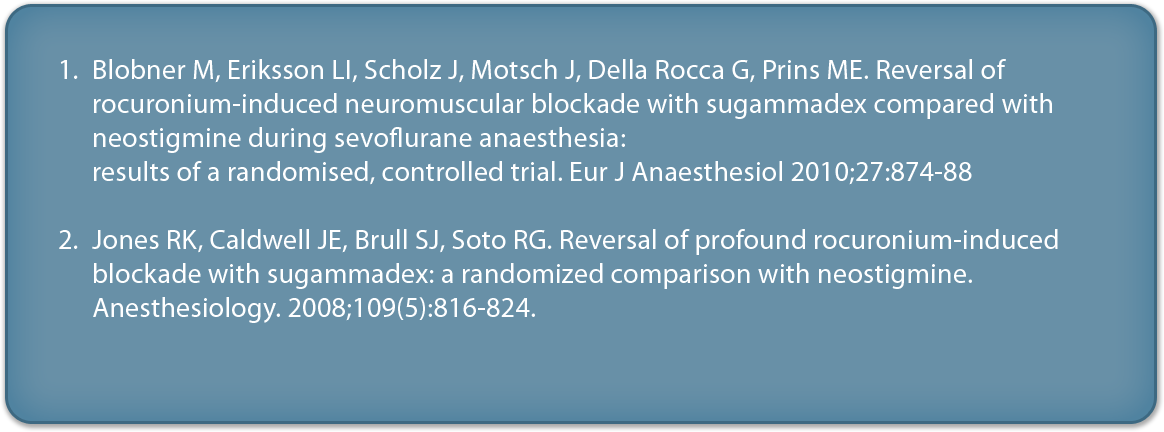 1. Blobner M, Eriksson LI, Scholz J, Motsch J, Della Rocca G, Prins ME. Reversal of
rocuronium-induced neuromuscular blockade with sugammadex compared with
neostigmine during sevoflurane anaesthesia:
results of a randomised, controlled trial. Eur J Anaesthesiol 2010;27:874-88
2. Jones RK, Caldwell JE, Brull SJ, Soto RG. Reversal of profound rocuronium-induced
blockade with sugammadex: a randomized comparison with neostigmine.
Anesthesiology. 2008;109(5):816-824.